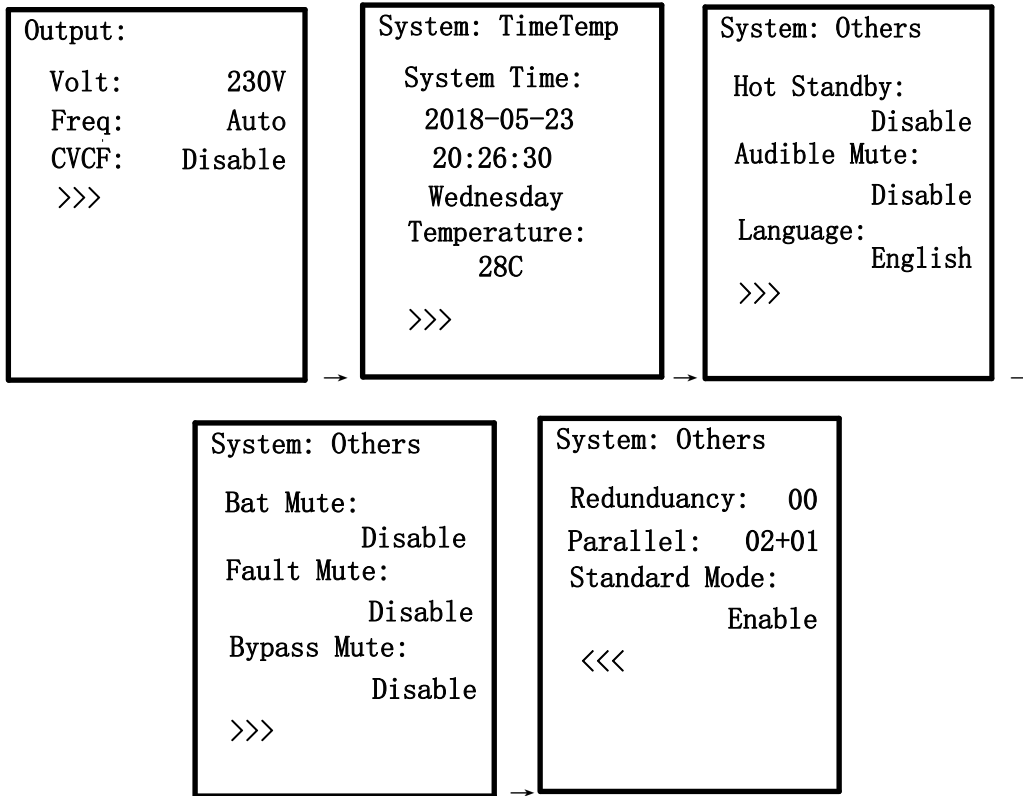 Output:
Volt: 230V
Freq: Auto
CVCF: Disable
>>>
→
System: TimeTemp
System Time:
2018-05-23
20:26:30
Wednesday
Temperature:
28C
>>>
→
System: Others
Hot Standby:
Disable
Audible Mute:
Disable
Language:
English
>>>
System: Others
Bat Mute:
Disable
Fault Mute:
Disable
Bypass Mute:
Disable
>>>
→
System: Others
Redunduancy: 00
Parallel: 02+01
Standard Mode:
Enable
<<<